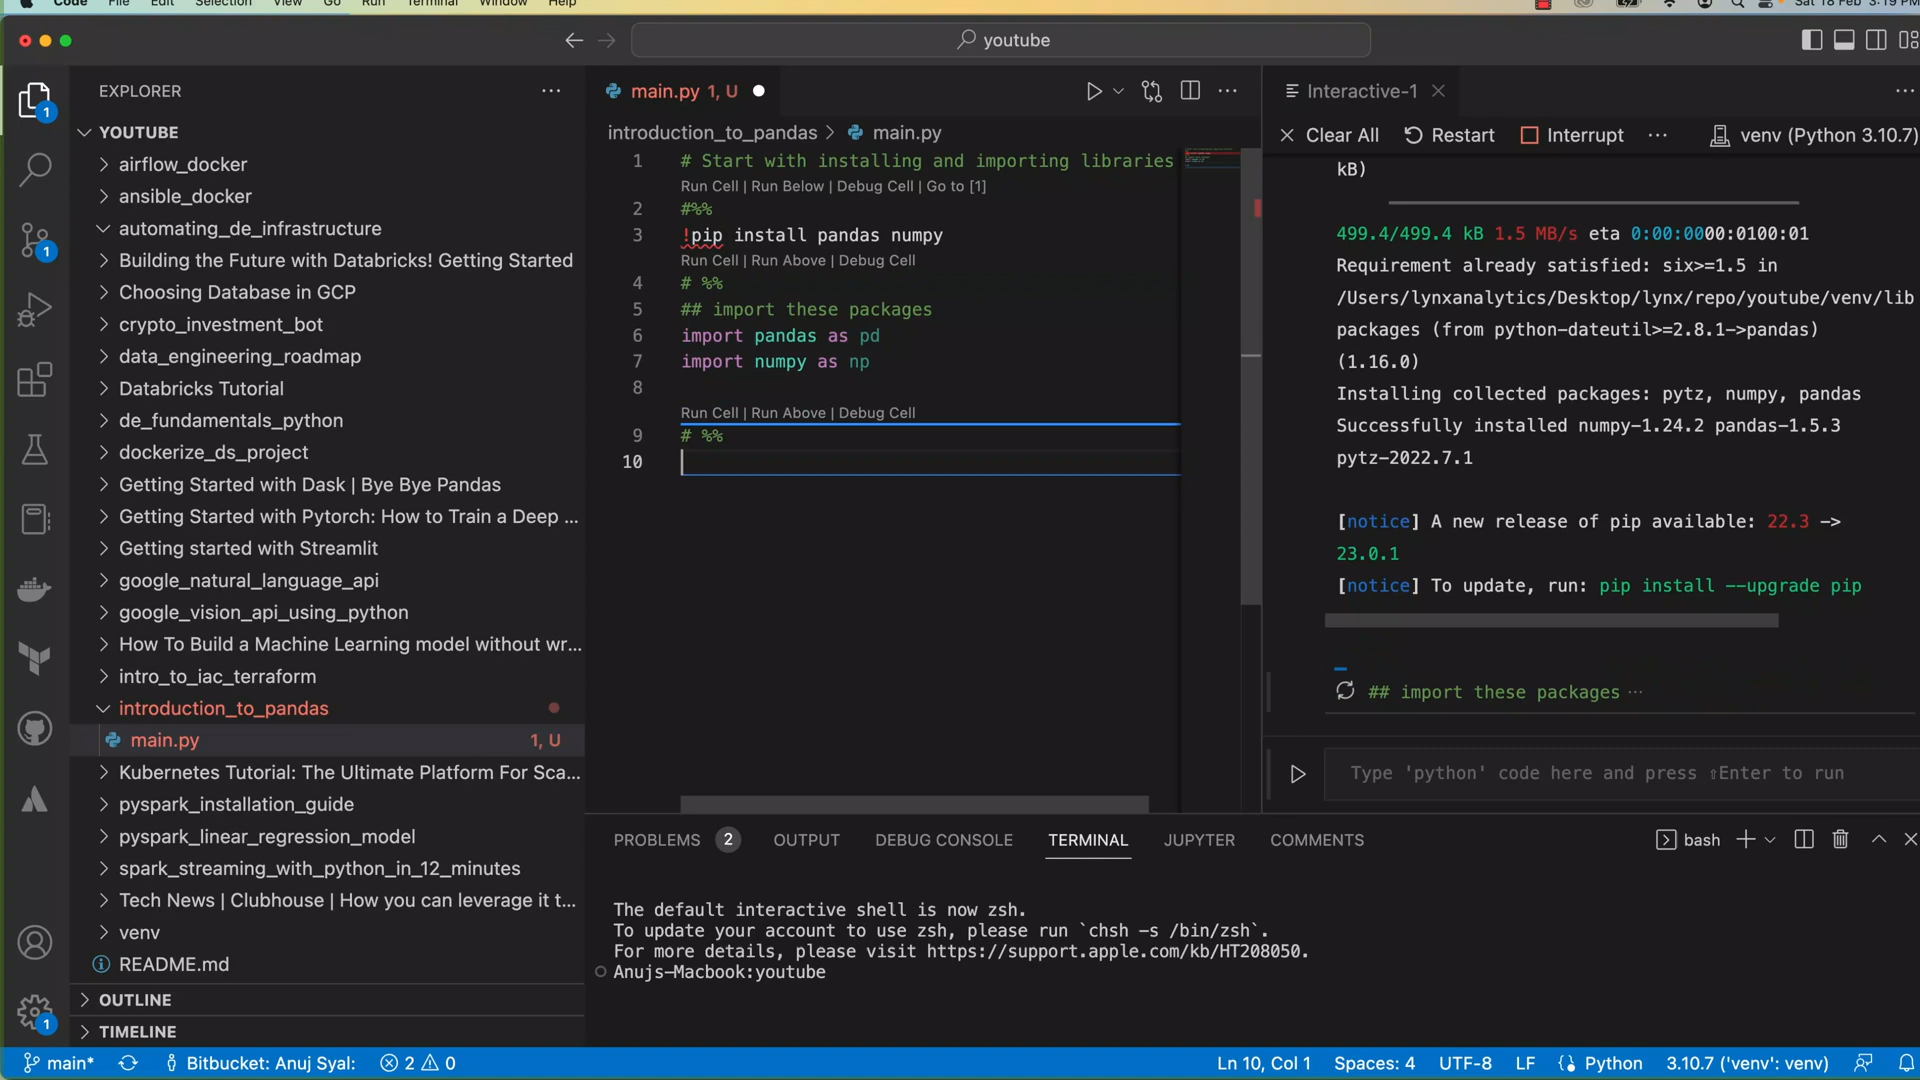 Code File Edit Selection View Go Run Terminal Window Help
Sat 18 Feb 3:19 PM
youtube
EXPLORER
YOUTUBE
airflow_docker
ansible_docker
automating_de_infrastructure
Building the Future with Databricks! Getting Started
Choosing Database in GCP
crypto_investment_bot
data_engineering_roadmap
Databricks Tutorial
de_fundamentals_python
dockerize_ds_project
Getting Started with Dask | Bye Bye Pandas
Getting Started with Pytorch: How to Train a Deep ...
Getting started with Streamlit
google_natural_language_api
google_vision_api_using_python
How To Build a Machine Learning model without wr...
intro_to_iac_terraform
introduction_to_pandas
main.py 1, U
Kubernetes Tutorial: The Ultimate Platform For Sca...
pyspark_installation_guide
pyspark_linear_regression_model
spark_streaming_with_python_in_12_minutes
Tech News | Clubhouse | How you can leverage it t...
venv
README.md
OUTLINE
TIMELINE
1
1
1
main.py 1, U
introduction_to_pandas > main.py
1 # Start with installing and importing libraries
Run Cell | Run Below | Debug Cell | Go to [1]
2 #%%
3 !pip install pandas numpy
Run Cell | Run Above | Debug Cell
4 # %%
5 ## import these packages
6 import pandas as pd
7 import numpy as np
8
Run Cell | Run Above | Debug Cell
9 # %%
10
Interactive-1
Clear All Restart Interrupt ... venv (Python 3.10.7)
kB)
499.4/499.4 kB 1.5 MB/s eta 0:00:0000:0100:01
Requirement already satisfied: six>=1.5 in
/Users/lynxanalytics/Desktop/lynx/repo/youtube/venv/lib
packages (from python-dateutil>=2.8.1->pandas)
(1.16.0)
Installing collected packages: pytz, numpy, pandas
Successfully installed numpy-1.24.2 pandas-1.5.3
pytz-2022.7.1
[notice] A new release of pip available: 22.3 ->
23.0.1
[notice] To update, run: pip install --upgrade pip
## import these packages ...
Type 'python' code here and press ⇧Enter to run
PROBLEMS 2 OUTPUT DEBUG CONSOLE TERMINAL JUPYTER COMMENTS
bash
The default interactive shell is now zsh.
To update your account to use zsh, please run `chsh -s /bin/zsh`.
For more details, please visit https://support.apple.com/kb/HT208050.
Anujs-Macbook:youtube
main* Bitbucket: Anuj Syal: 2 0
Ln 10, Col 1 Spaces: 4 UTF-8 LF Python 3.10.7 ('venv': venv)